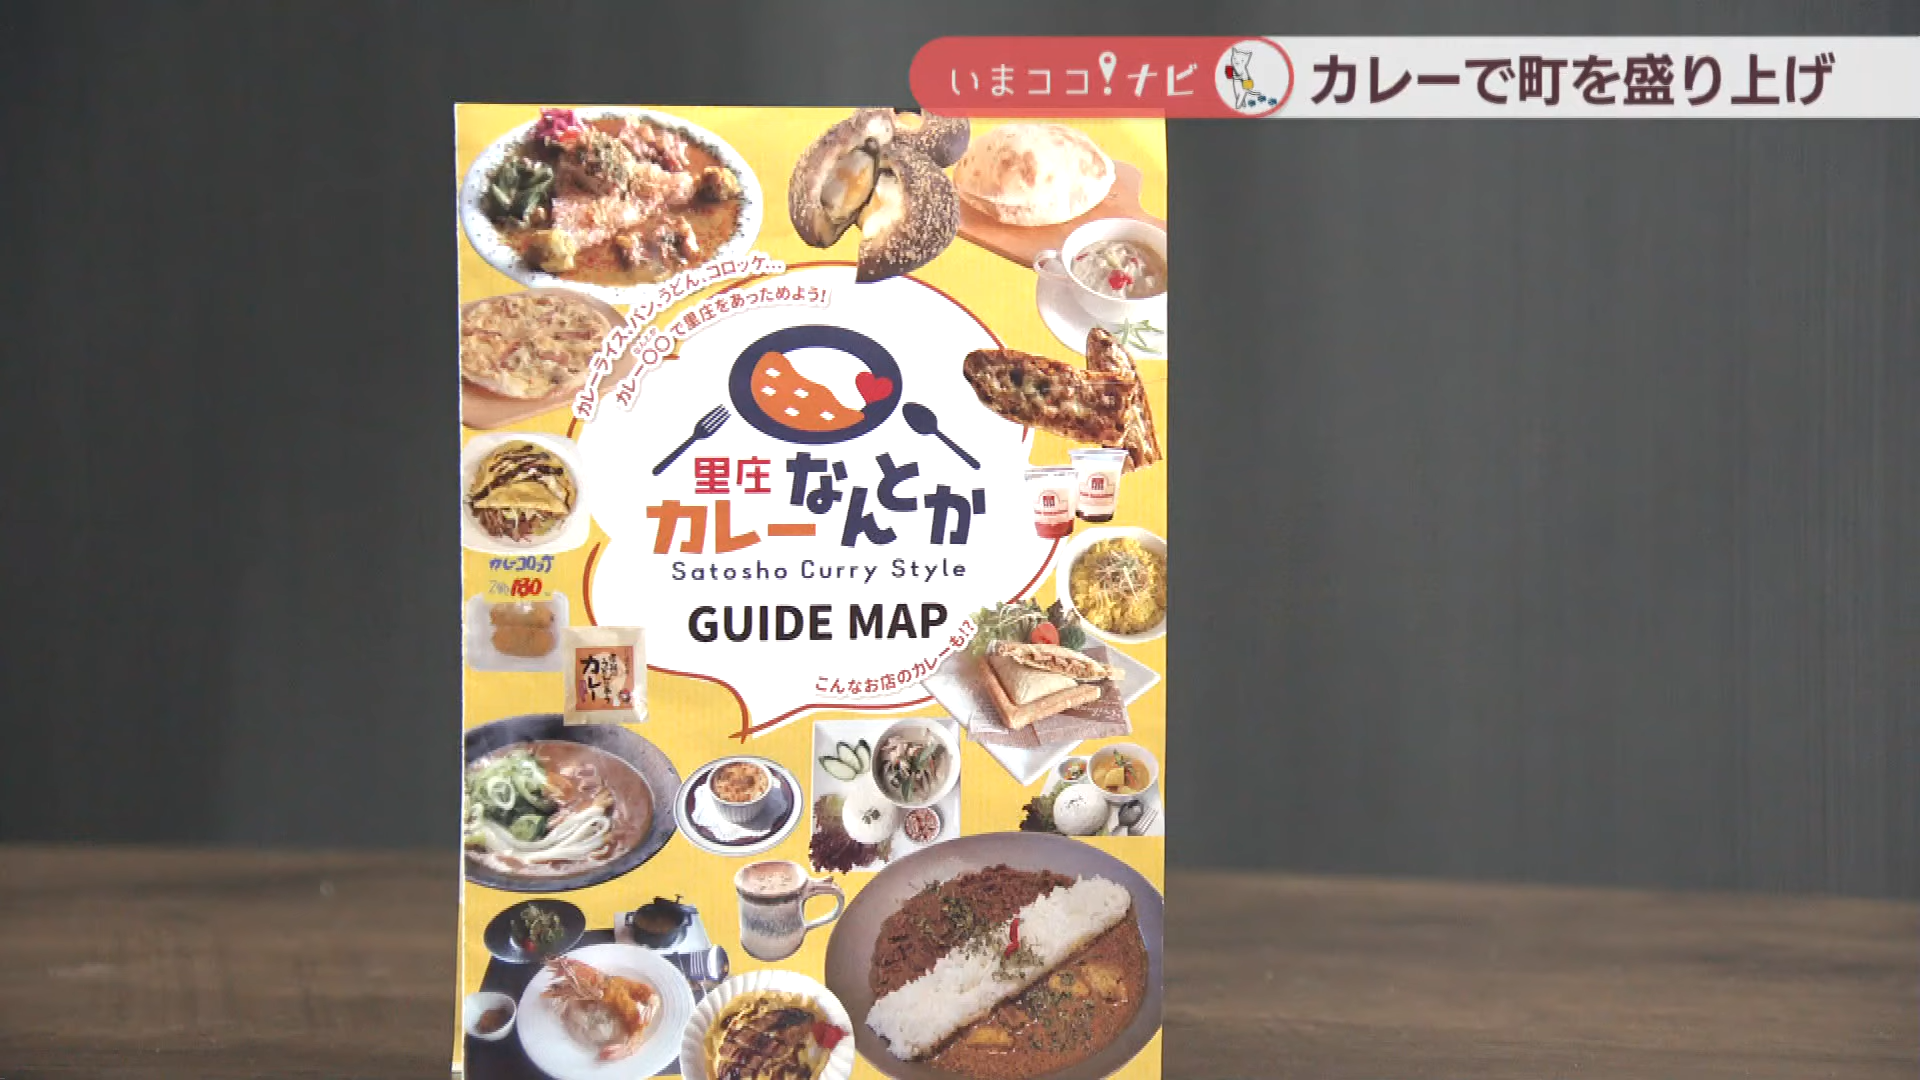 いまココ!ナビ
カレーで町を盛り上げ
カレーライス、パン、うどん、コロッケ…
なんとか
カレー〇〇で里庄をあっためよう!
里庄
カレーなんとか
Satosho Curry Style
GUIDE MAP
こんなお店のカレーも!?
カレーコロッケ
180
カレー